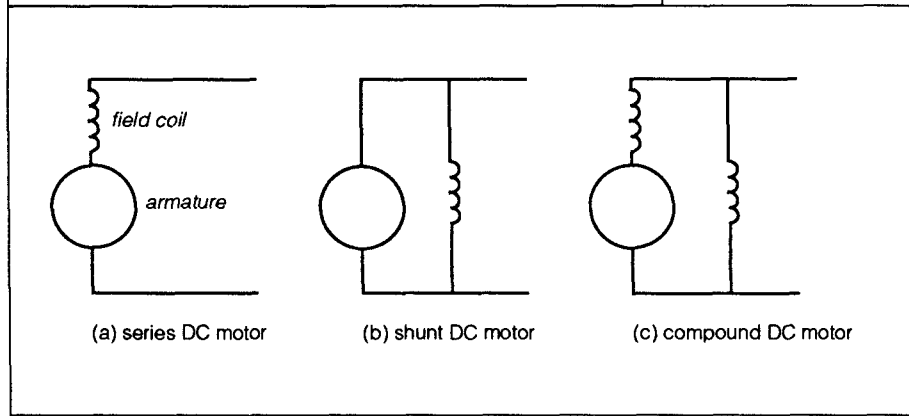 field coil
armature
(a) series DC motor
(b) shunt DC motor
(c) compound DC motor